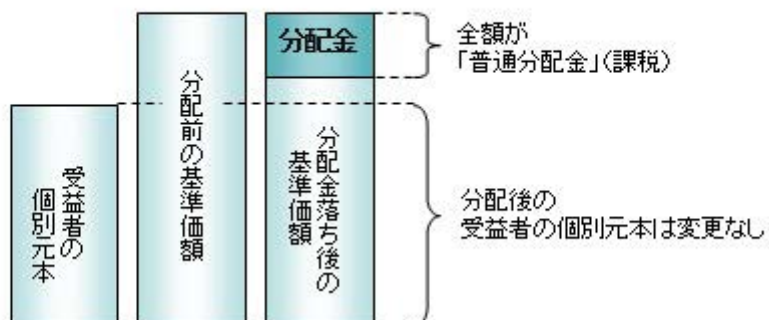 受益者の
個別元本
分配前の基準価額
分配金
分配金落ち後の
基準価額
全額が
「普通分配金」(課税)
分配後の
受益者の個別元本は変更なし